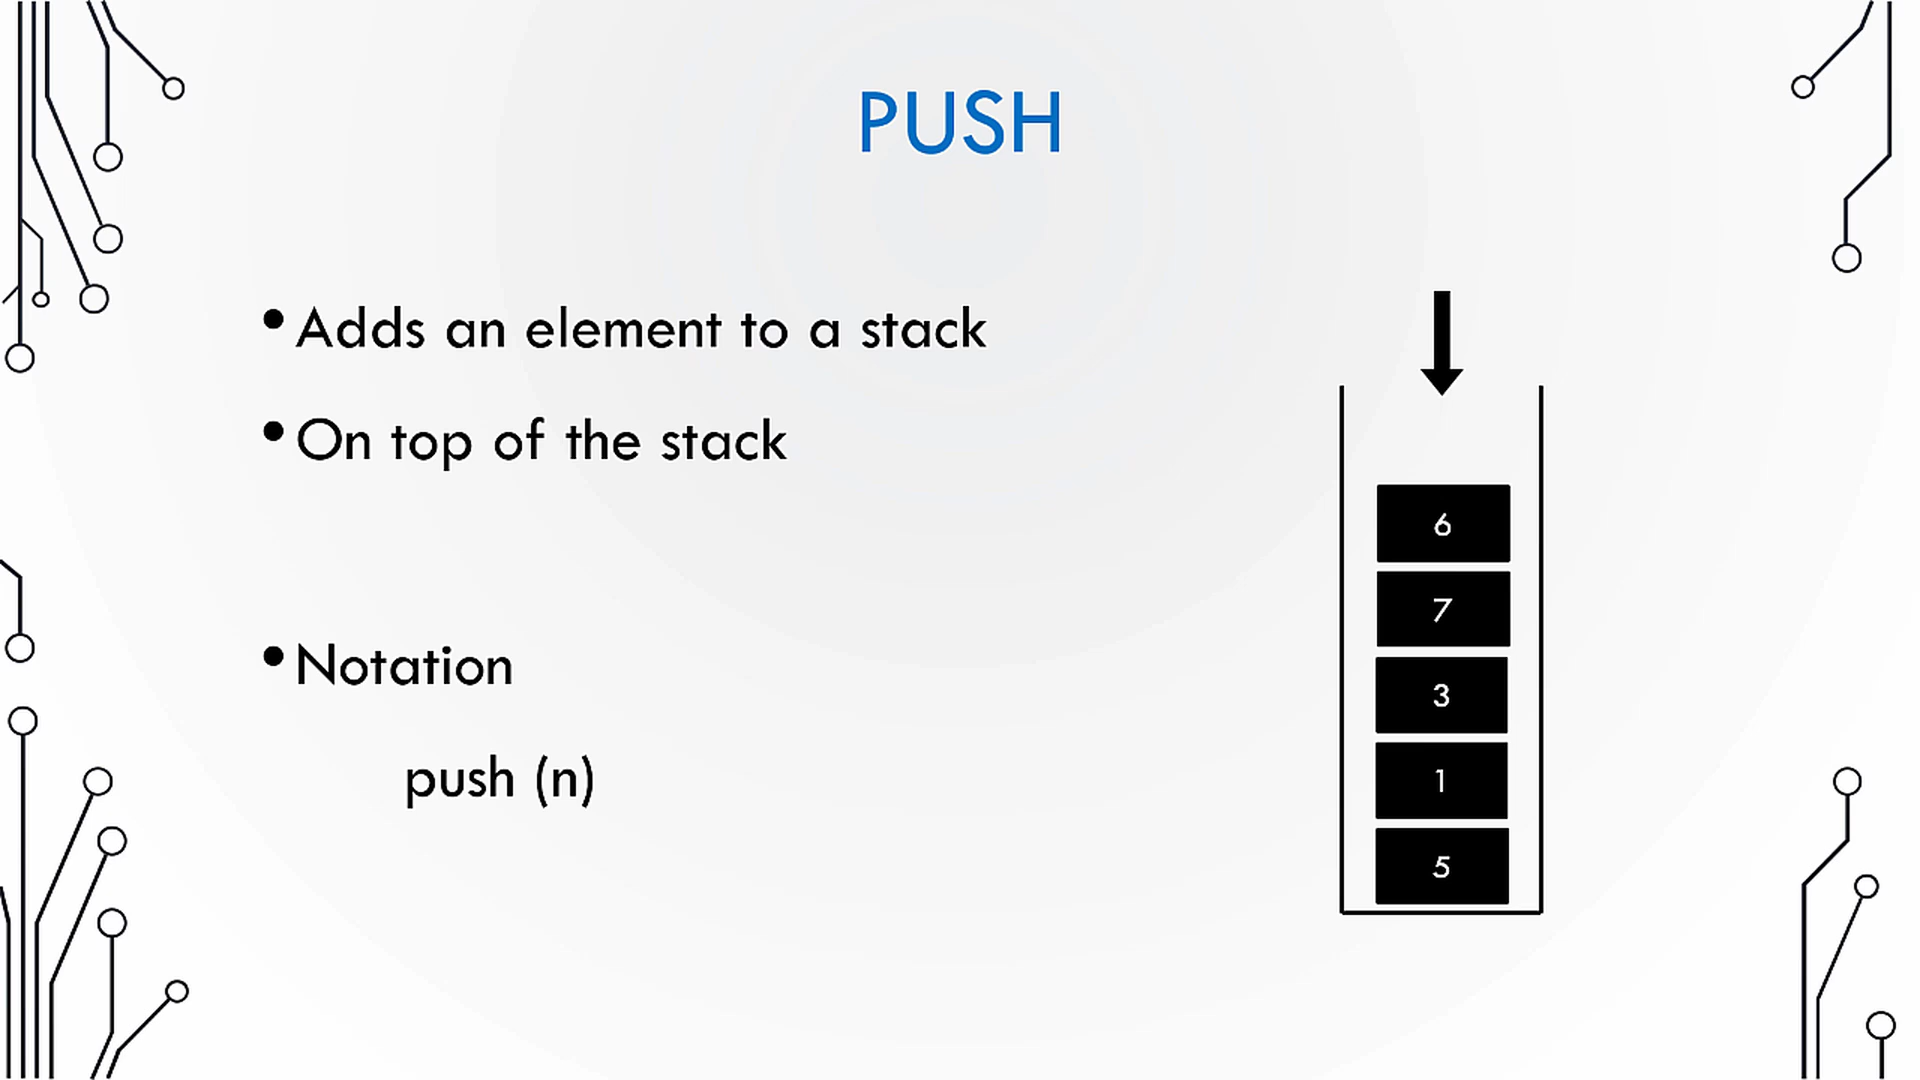 PUSH
• Adds an element to a stack
• On top of the stack
• Notation
push (n)
6
7
3
1
5